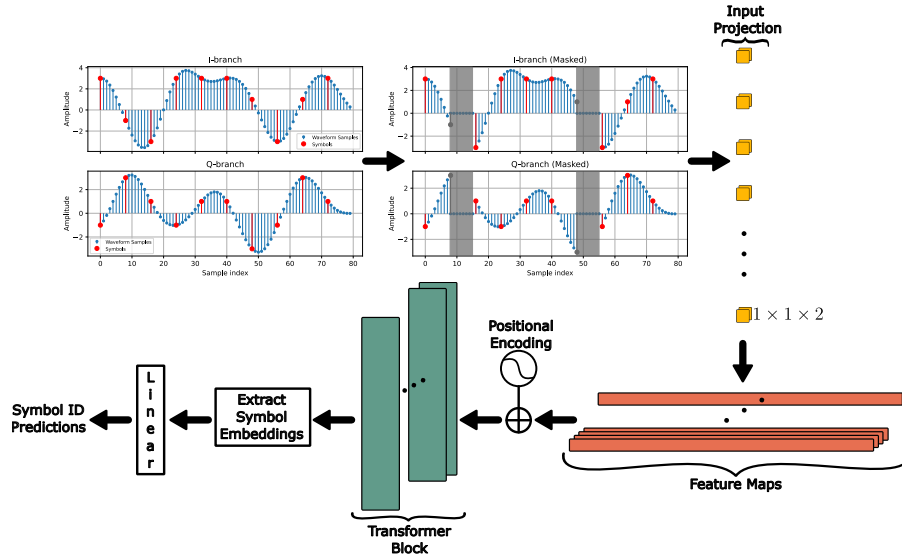 Input
Projection
I-branch
I-branch (Masked)
Amplitude
4
2
0
−2
Waveform Samples
Symbols
Amplitude
4
2
0
−2
Q-branch
Q-branch (Masked)
Amplitude
2
0
−2
Waveform Samples
Symbols
0 10 20 30 40 50 60 70 80
Sample index
Amplitude
2
0
−2
0 10 20 30 40 50 60 70 80
Sample index
1 × 1 × 2
Positional
Encoding
Symbol ID
Predictions
Linear
Extract
Symbol
Embeddings
Transformer
Block
Feature Maps